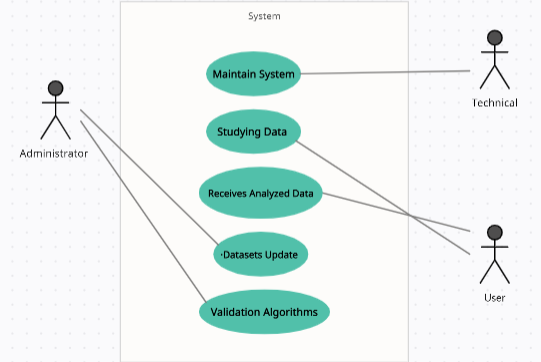 System
Maintain System
Technical
Studying Data
Administrator
Receives Analyzed Data
·Datasets Update
User
Validation Algorithms